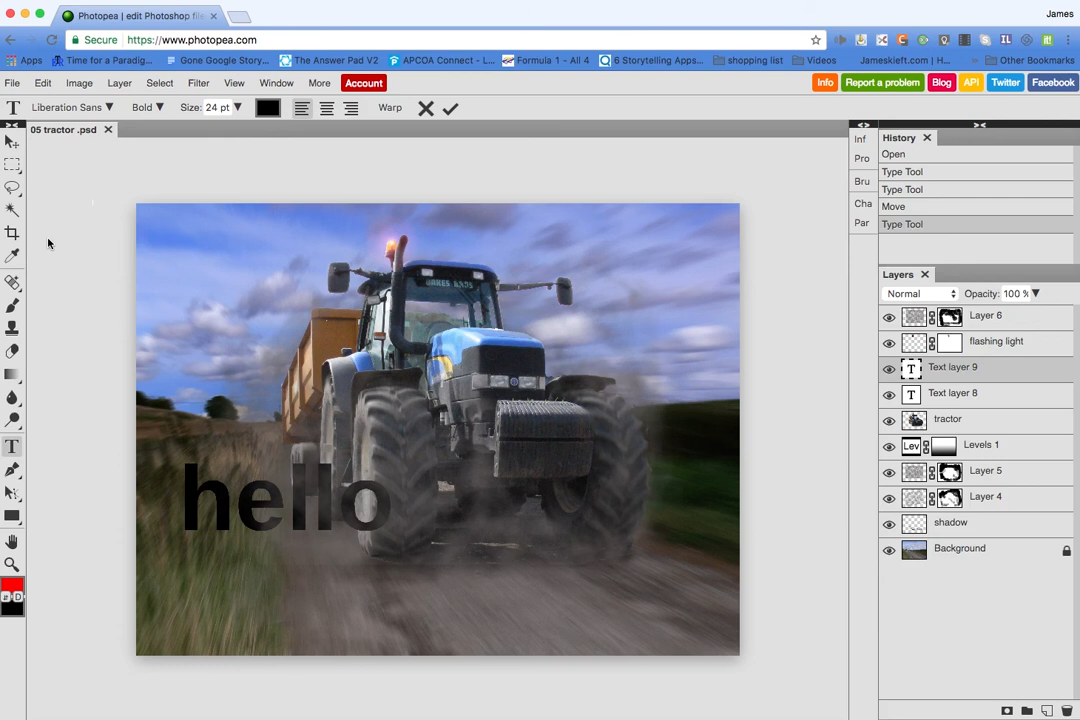 James
Photopea | edit Photoshop file
Secure https://www.photopea.com
Apps Time for a Paradig... Gone Google Story... The Answer Pad V2 APCOA Connect - L... Formula 1 - All 4 6 Storytelling Apps... shopping list Videos Jameskieft.com | H... Other Bookmarks
File Edit Image Layer Select Filter View Window More Account Info Report a problem Blog API Twitter Facebook
T Liberation Sans Bold Size: 24 pt Warp
05 tractor .psd
Inf
Pro
Bru
Cha
Par
History
Open
Type Tool
Type Tool
Move
Type Tool
Layers
Normal Opacity: 100 %
Layer 6
flashing light
T Text layer 9
T Text layer 8
tractor
Lev Levels 1
Layer 5
Layer 4
shadow
Background
T
D
hello